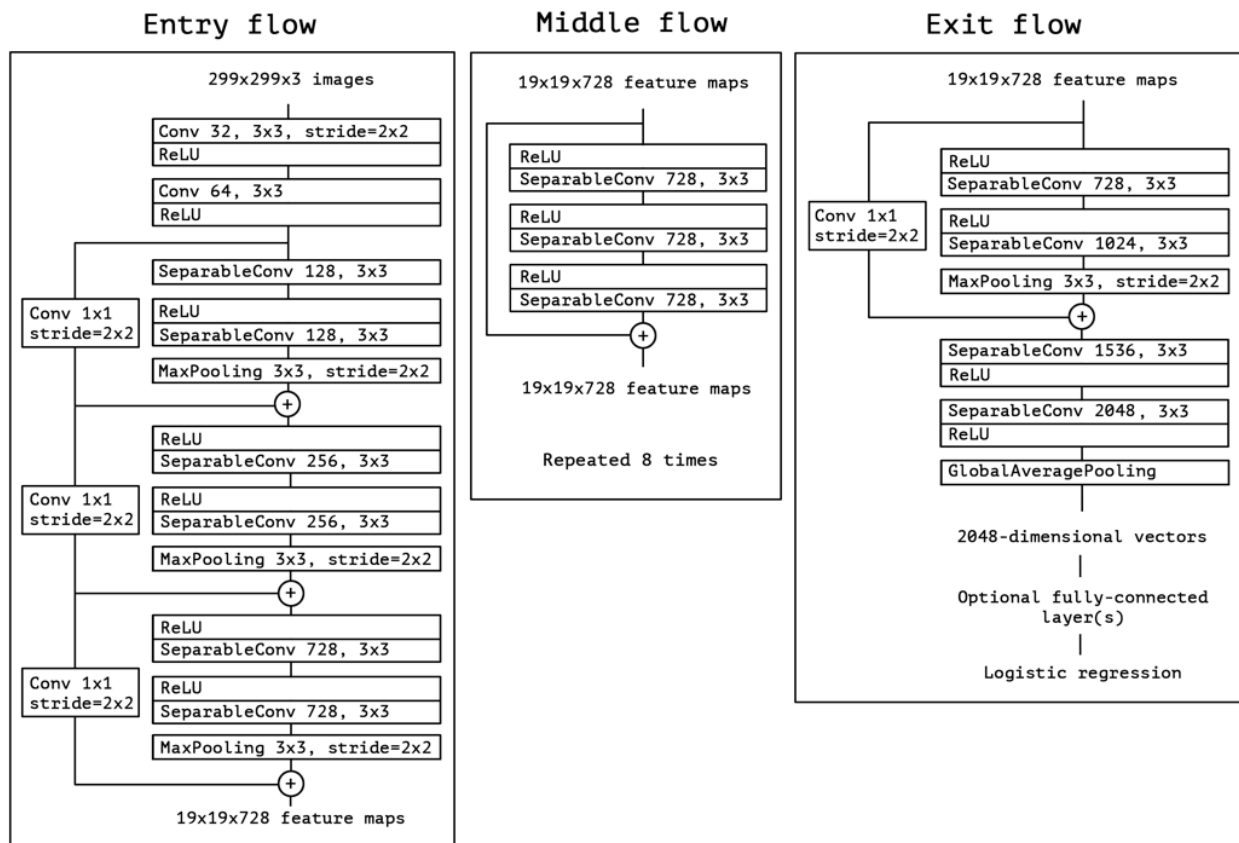 Entry flow
299x299x3 images
Conv 32, 3x3, stride=2x2
ReLU
Conv 64, 3x3
ReLU
SeparableConv 128, 3x3
Conv 1x1
stride=2x2
ReLU
SeparableConv 128, 3x3
MaxPooling 3x3, stride=2x2
+
ReLU
SeparableConv 256, 3x3
Conv 1x1
stride=2x2
ReLU
SeparableConv 256, 3x3
MaxPooling 3x3, stride=2x2
+
ReLU
SeparableConv 728, 3x3
Conv 1x1
stride=2x2
ReLU
SeparableConv 728, 3x3
MaxPooling 3x3, stride=2x2
+
19x19x728 feature maps
Middle flow
19x19x728 feature maps
ReLU
SeparableConv 728, 3x3
ReLU
SeparableConv 728, 3x3
ReLU
SeparableConv 728, 3x3
+
19x19x728 feature maps
Repeated 8 times
Exit flow
19x19x728 feature maps
ReLU
SeparableConv 728, 3x3
Conv 1x1
stride=2x2
ReLU
SeparableConv 1024, 3x3
MaxPooling 3x3, stride=2x2
+
SeparableConv 1536, 3x3
ReLU
SeparableConv 2048, 3x3
ReLU
GlobalAveragePooling
2048-dimensional vectors
Optional fully-connected
layer(s)
Logistic regression